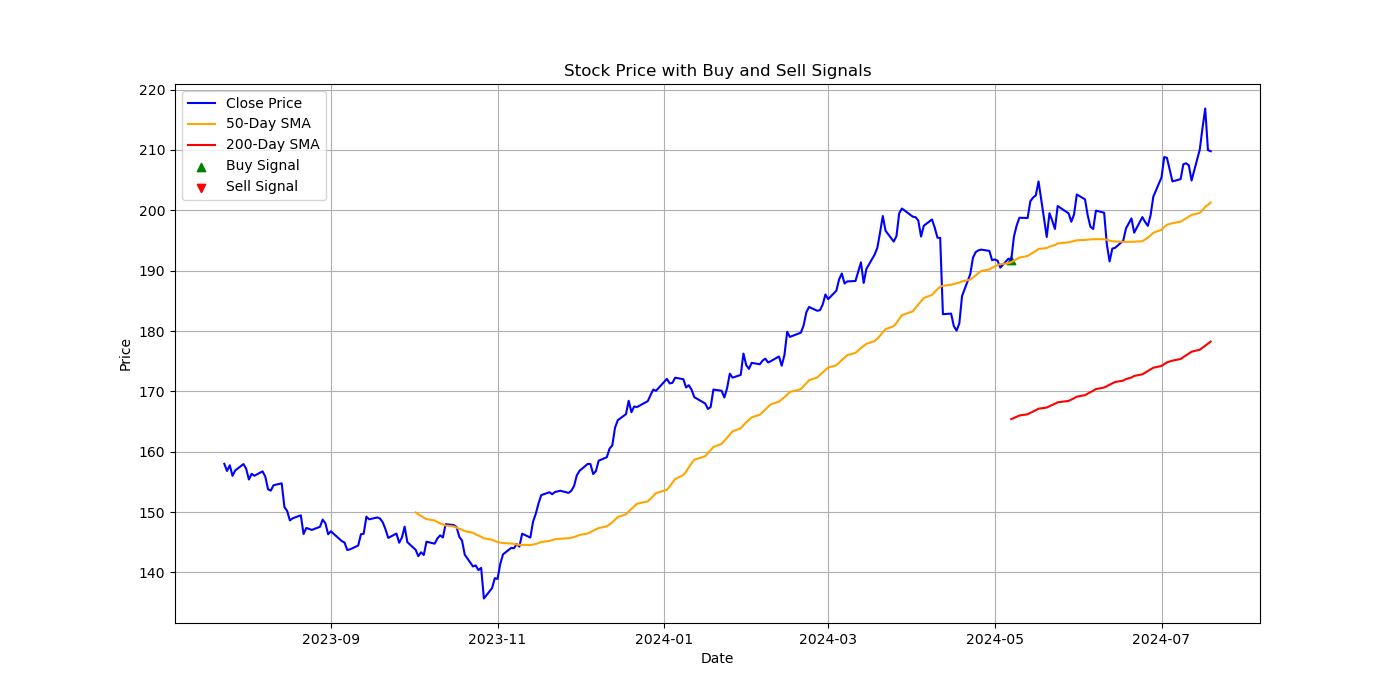 Stock Price with Buy and Sell Signals
Close Price
50-Day SMA
200-Day SMA
Buy Signal
Sell Signal
Price
220
210
200
190
180
170
160
150
140
2023-09
2023-11
2024-01
2024-03
2024-05
2024-07
Date